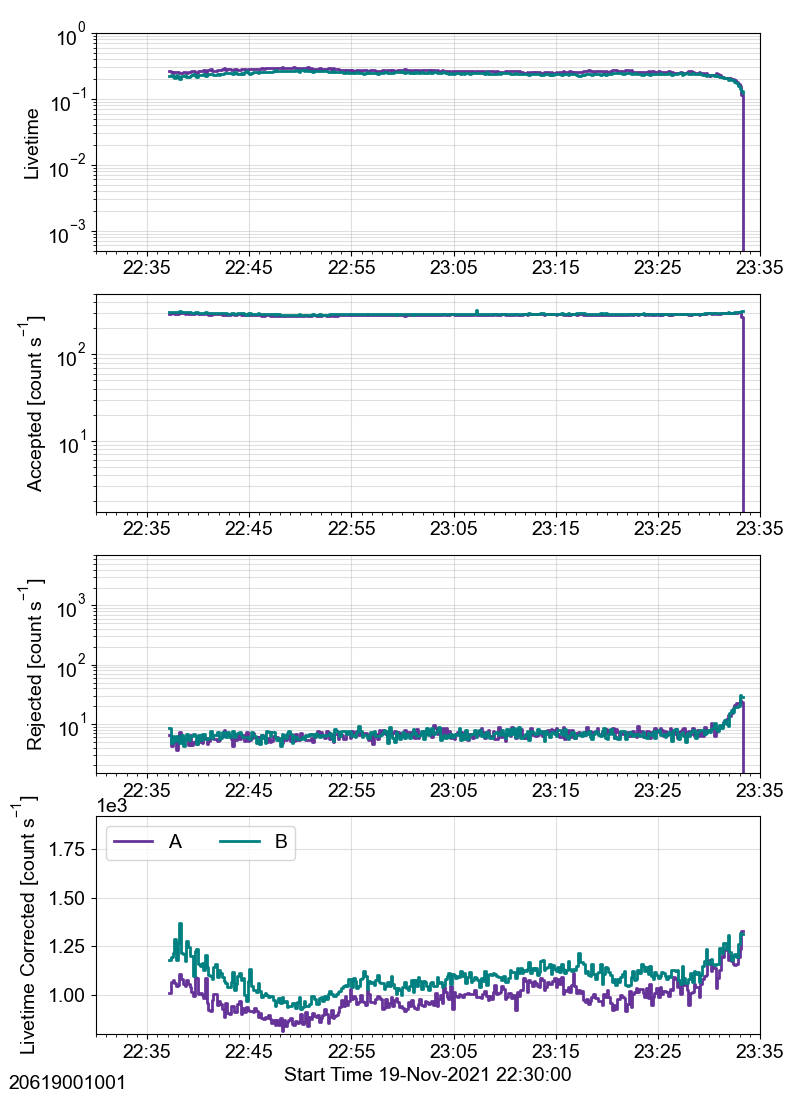 10^0
10^−1
10^−2
10^−3
Livetime
22:35 22:45 22:55 23:05 23:15 23:25 23:35
10^2
10^1
Accepted [count s^−1]
22:35 22:45 22:55 23:05 23:15 23:25 23:35
10^3
10^2
10^1
Rejected [count s^−1]
22:35 22:45 22:55 23:05 23:15 23:25 23:35
1e3
A B
1.75
1.50
1.25
1.00
Livetime Corrected [count s^−1]
22:35 22:45 22:55 23:05 23:15 23:25 23:35
Start Time 19-Nov-2021 22:30:00
20619001001